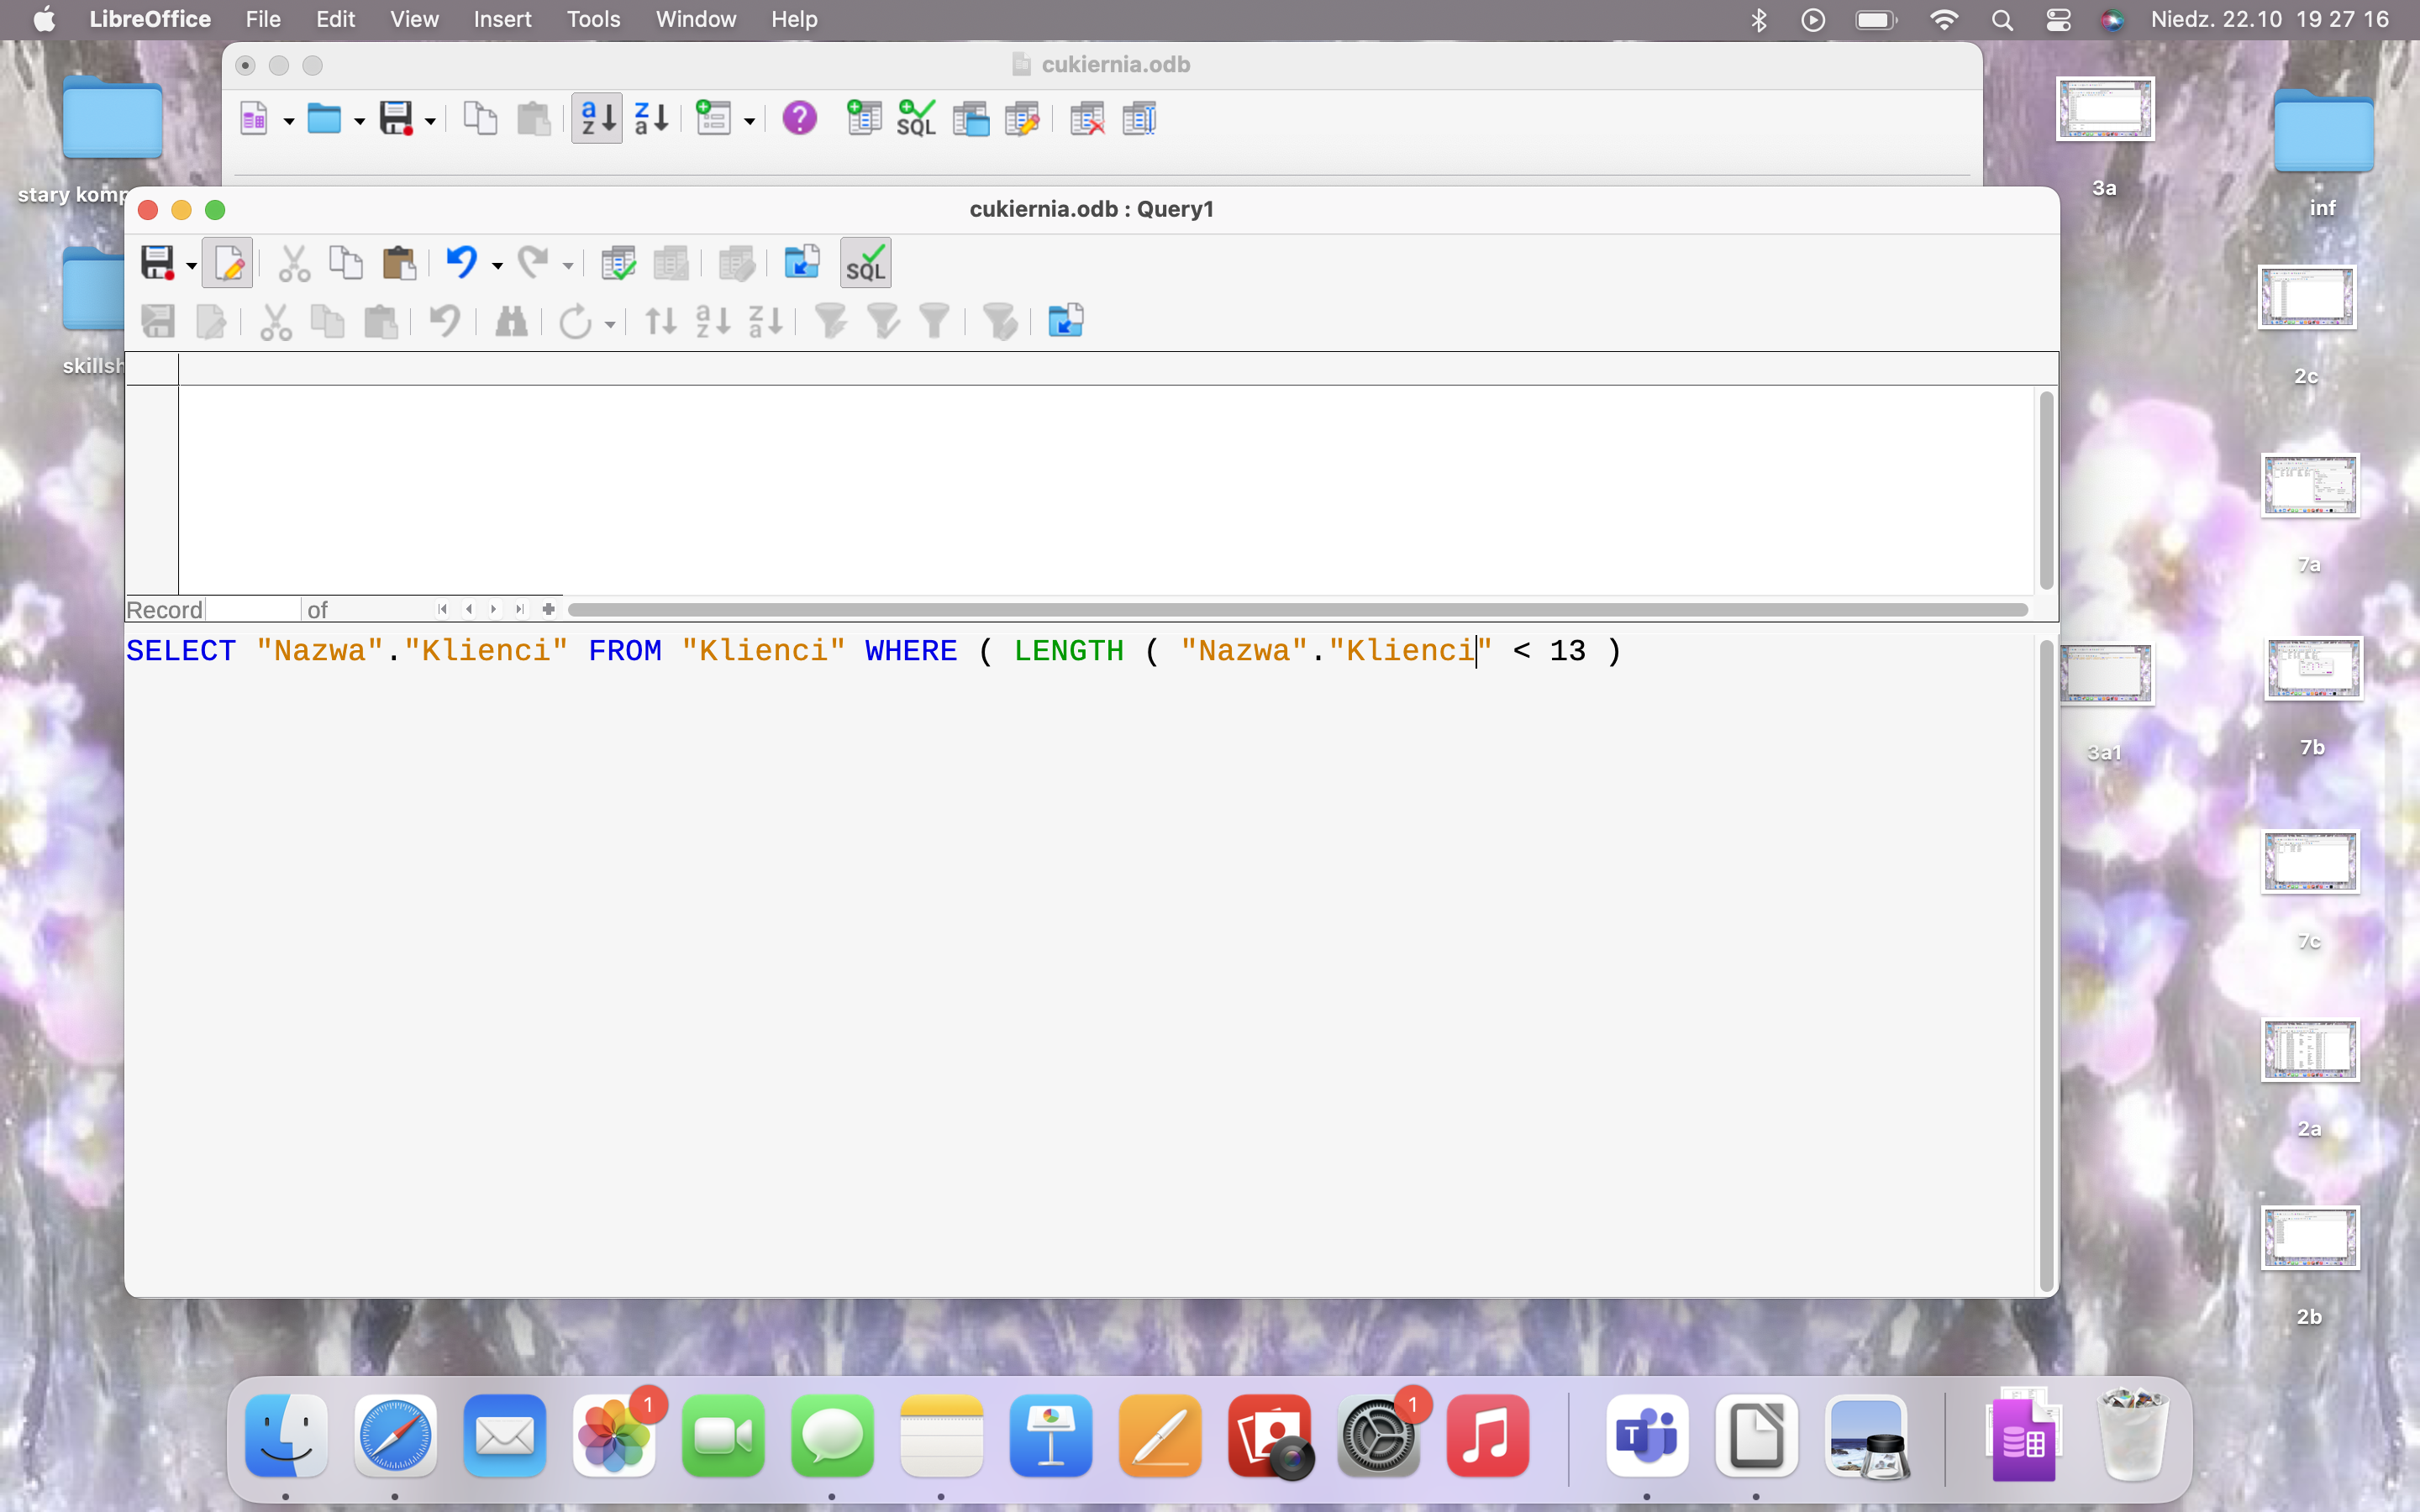 LibreOffice File Edit View Insert Tools Window Help Niedz. 22.10 19 27 16
cukiernia.odb
SQL
stary komp
3a
inf
cukiernia.odb : Query1
SQL
skillsh
2c
7a
Record of
SELECT "Nazwa"."Klienci" FROM "Klienci" WHERE ( LENGTH ( "Nazwa"."Klienci" < 13 )
3a1
7b
7c
2a
2b
1
1
T